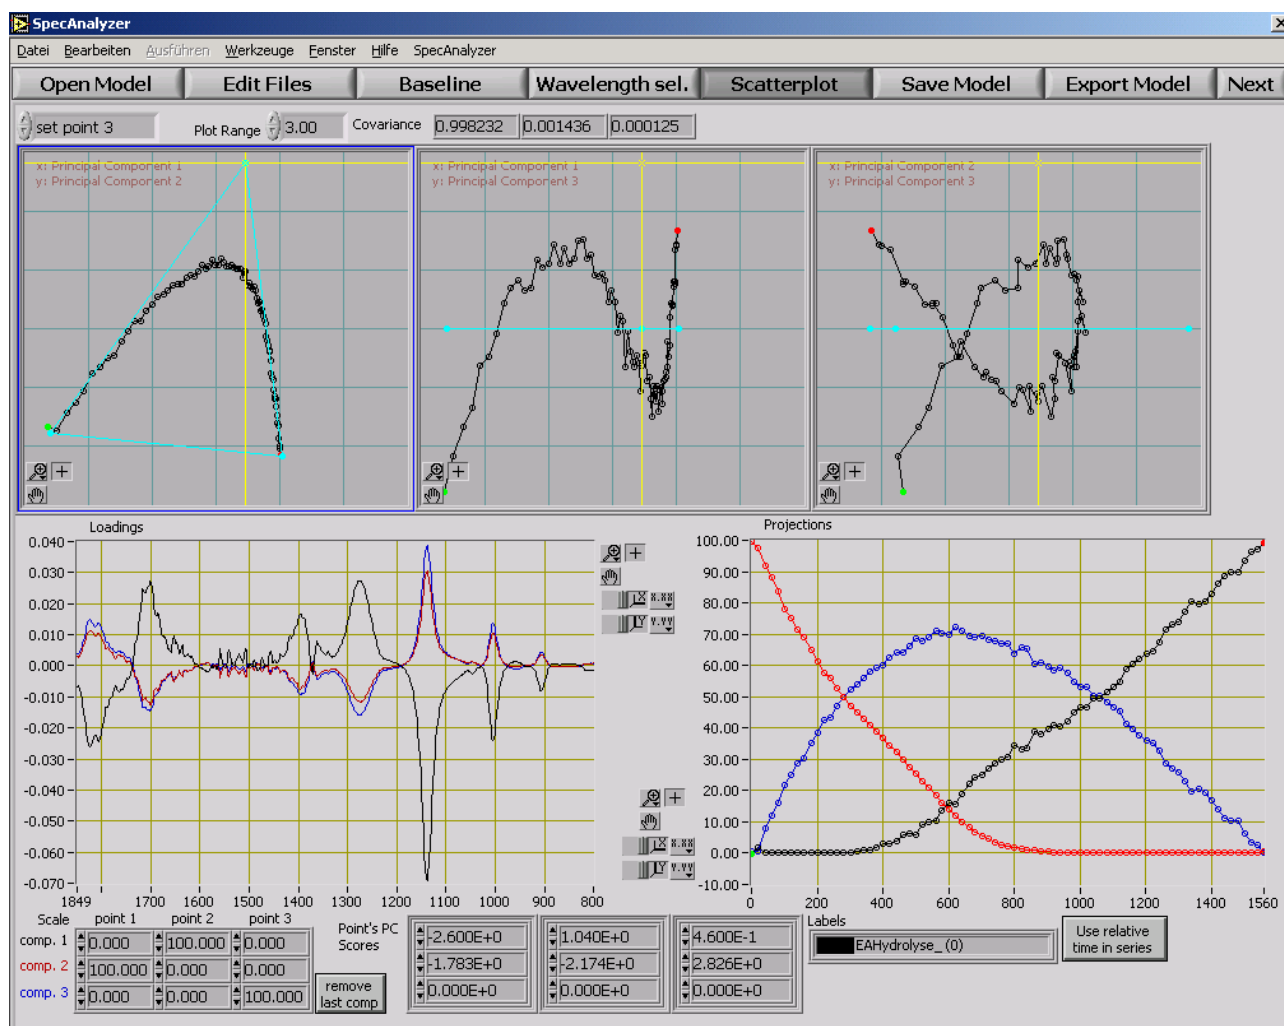 SpecAnalyzer
Datei Bearbeiten Ausführen Werkzeuge Fenster Hilfe SpecAnalyzer
Open Model Edit Files Baseline Wavelength sel. Scatterplot Save Model Export Model Next
set point 3 Plot Range 3.00 Covariance 0.998232 0.001436 0.000125
x: Principal Component 1 x: Principal Component 1 x: Principal Component 2
y: Principal Component 2 y: Principal Component 3 y: Principal Component 3
Loadings Projections
0.040
0.030
0.020
0.010
0.000
-0.010
-0.020
-0.030
-0.040
-0.050
-0.060
-0.070
1849 1700 1600 1500 1400 1300 1200 1100 1000 900 800
X X.XX
Y Y.YY
X X.XX
Y Y.YY
100.00
90.00
80.00
70.00
60.00
50.00
40.00
30.00
20.00
10.00
0.00
-10.00
0 200 400 600 800 1000 1200 1400 1560
Scale point 1 point 2 point 3
comp. 1 0.000 100.000 0.000
comp. 2 100.000 0.000 0.000
comp. 3 0.000 0.000 100.000
remove
last comp
Point's PC
Scores
-2.600E+0 1.040E+0 4.600E-1
-1.783E+0 -2.174E+0 2.826E+0
0.000E+0 0.000E+0 0.000E+0
Labels
EAHydrolyse_ (0)
Use relative
time in series